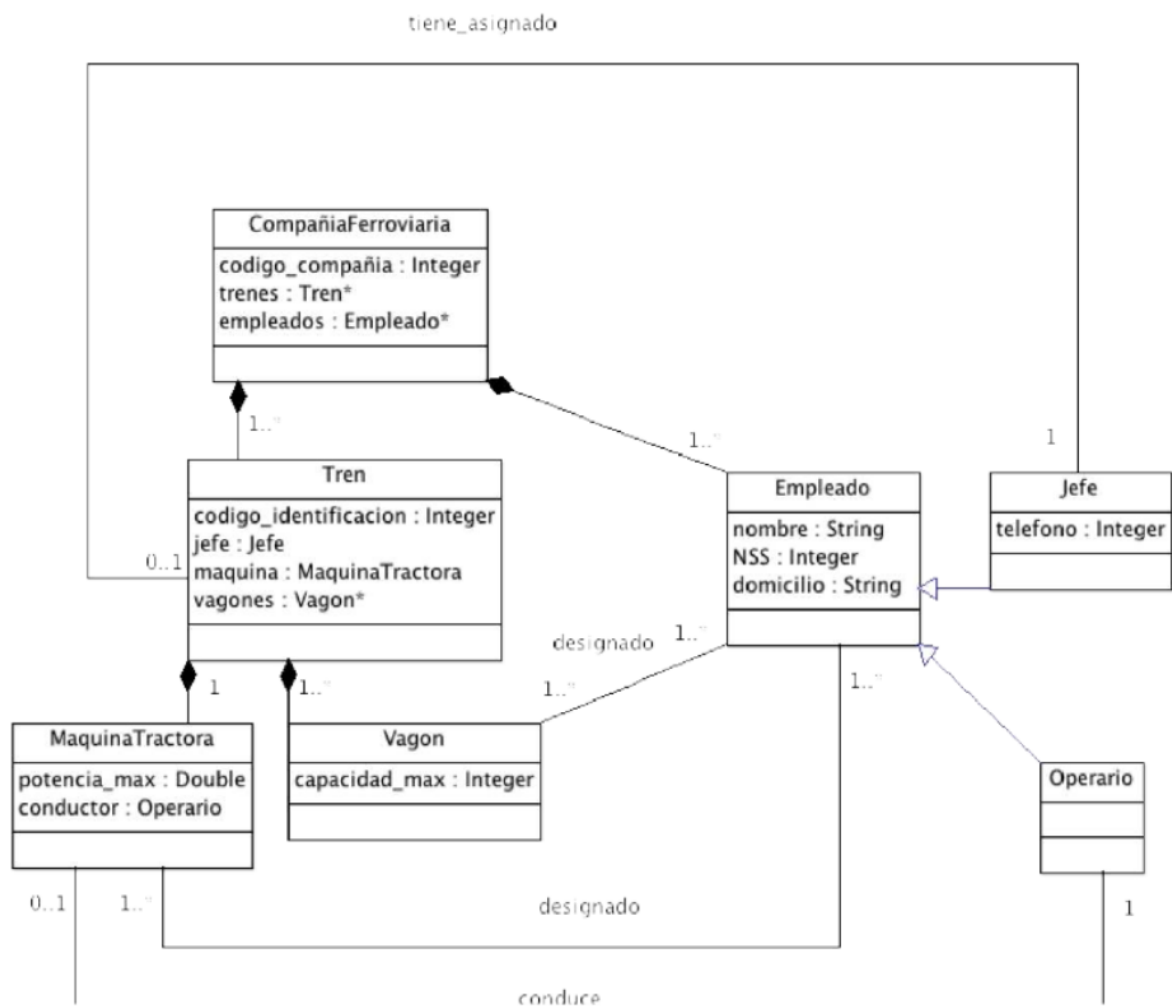 tiene_asignado
CompañiaFerroviaria
codigo_compañia : Integer
trenes : Tren*
empleados : Empleado*
1..*
1..*
1
Tren
codigo_identificacion : Integer
jefe : Jefe
maquina : MaquinaTractora
vagones : Vagon*
0..1
Empleado
nombre : String
NSS : Integer
domicilio : String
Jefe
telefono : Integer
designado
1..*
1
1..*
1..*
1..*
MaquinaTractora
potencia_max : Double
conductor : Operario
Vagon
capacidad_max : Integer
Operario
0..1
1..*
designado
1
conduce